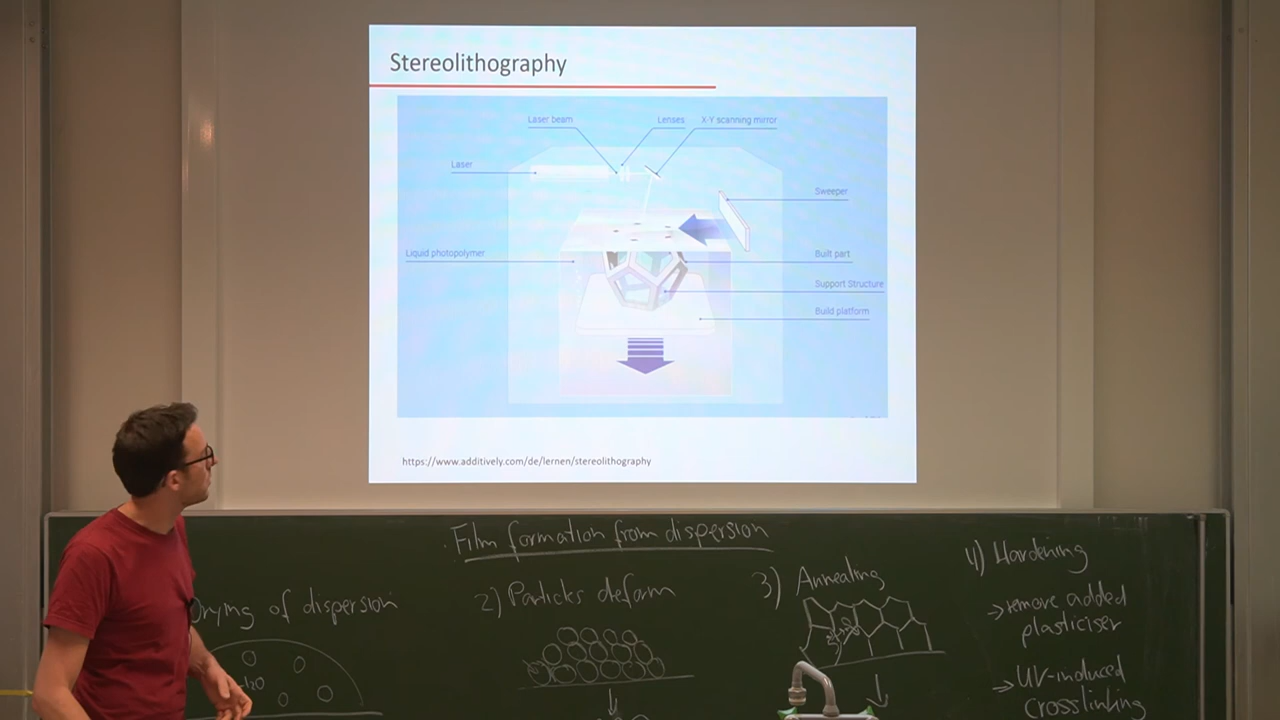 Stereolithography
Laser beam
Lenses
X-Y scanning mirror
Laser
Sweeper
Liquid photopolymer
Built part
Support Structure
Build platform
https://www.additively.com/de/lernen/stereolithography
Film formation from dispersion
Drying of dispersion
2) Particles deform
3) Annealing
4) Hardening
→ remove added
plasticiser
→ UV-induced
crosslinking
H2O